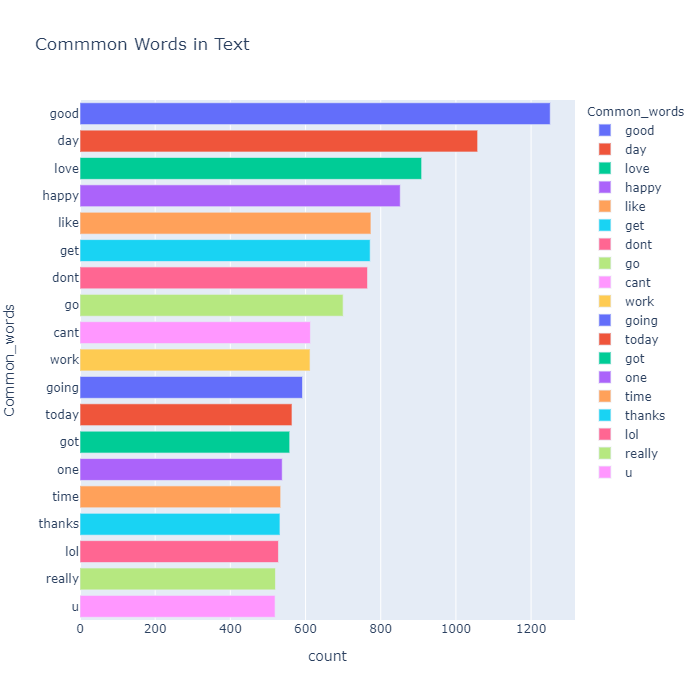 Commmon Words in Text
Common_words
good
day
love
happy
like
get
dont
go
cant
work
going
today
got
one
time
thanks
lol
really
u
0 200 400 600 800 1000 1200
count
Common_words
good
day
love
happy
like
get
dont
go
cant
work
going
today
got
one
time
thanks
lol
really
u